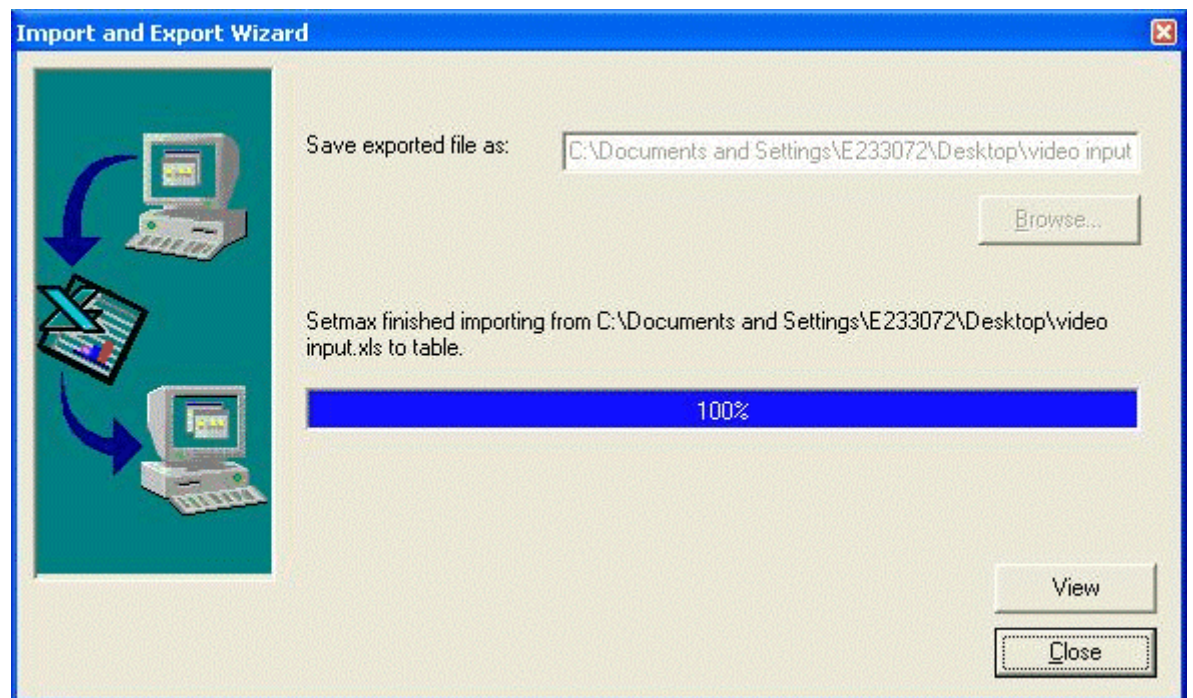 Import and Export Wizard
Save exported file as:
C:\Documents and Settings\E233072\Desktop\video input
Browse...
Setmax finished importing from C:\Documents and Settings\E233072\Desktop\video
input.xls to table.
100%
View
Close